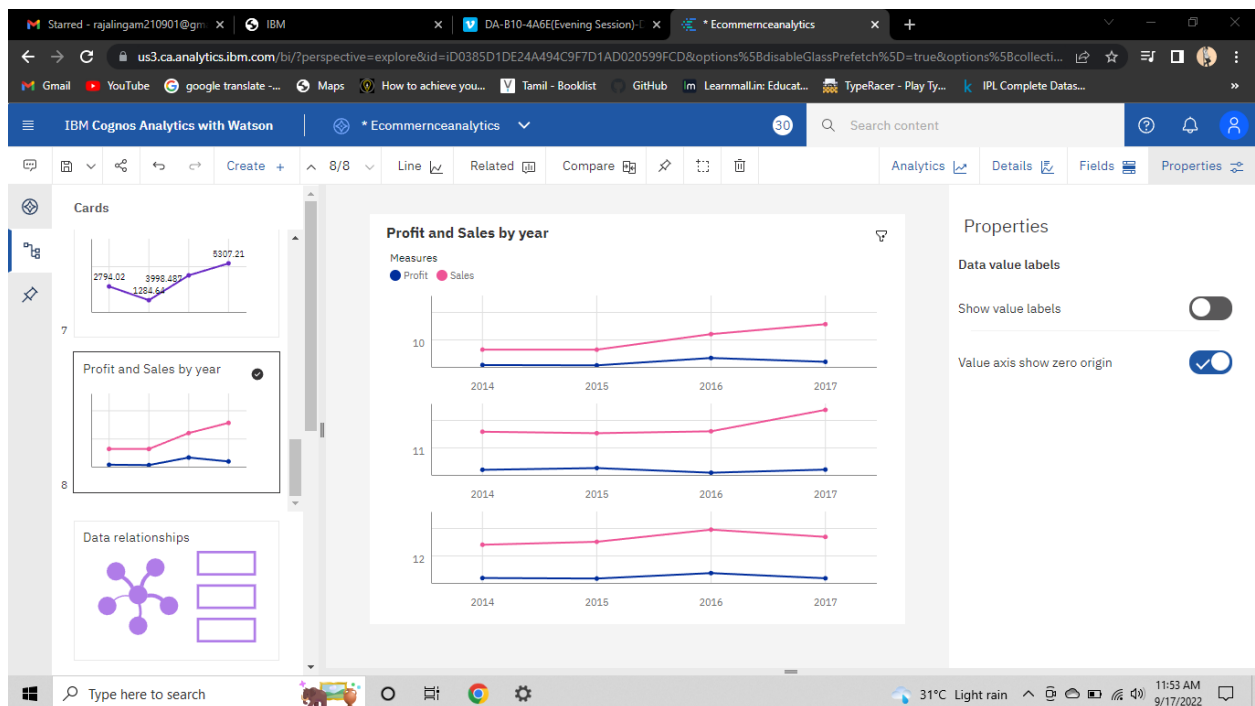 Starred - rajalingam210901@gm
IBM
DA-B10-4A6E(Evening Session)-D
* Ecommernceanalytics
us3.ca.analytics.ibm.com/bi/?perspective=explore&id=iD0385D1DE24A494C9F7D1AD020599FCD&options%5BdisableGlassPrefetch%5D=true&options%5Bcollecti...
Gmail YouTube google translate -... Maps How to achieve you... Tamil - Booklist GitHub Learnmall.in: Educat... TypeRacer - Play Ty... IPL Complete Datas... »
IBM Cognos Analytics with Watson * Ecommernceanalytics 30 Search content
Create + 8/8 Line Related Compare Analytics Details Fields Properties
Cards
5307.21
2794.02 3998.487
1284.64
7
Profit and Sales by year
8
Data relationships
Profit and Sales by year
Measures
Profit Sales
10
2014 2015 2016 2017
11
2014 2015 2016 2017
12
2014 2015 2016 2017
Properties
Data value labels
Show value labels
Value axis show zero origin
Type here to search
31°C Light rain
11:53 AM
9/17/2022